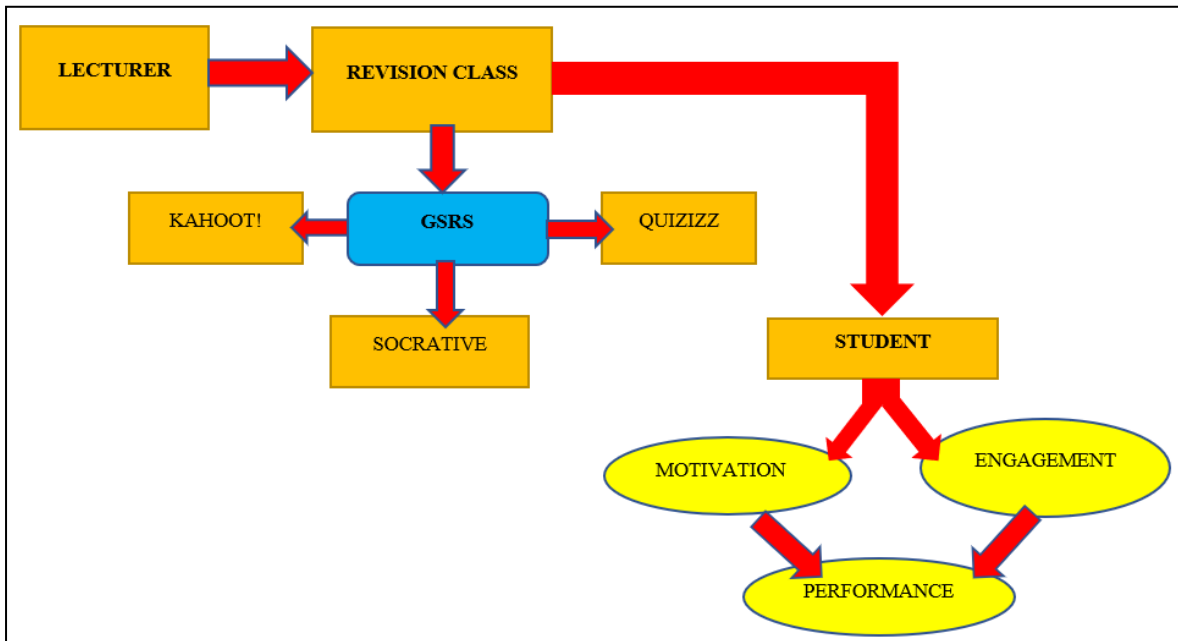 LECTURER
REVISION CLASS
KAHOOT!
GSRS
QUIZIZZ
SOCRATIVE
STUDENT
MOTIVATION
ENGAGEMENT
PERFORMANCE